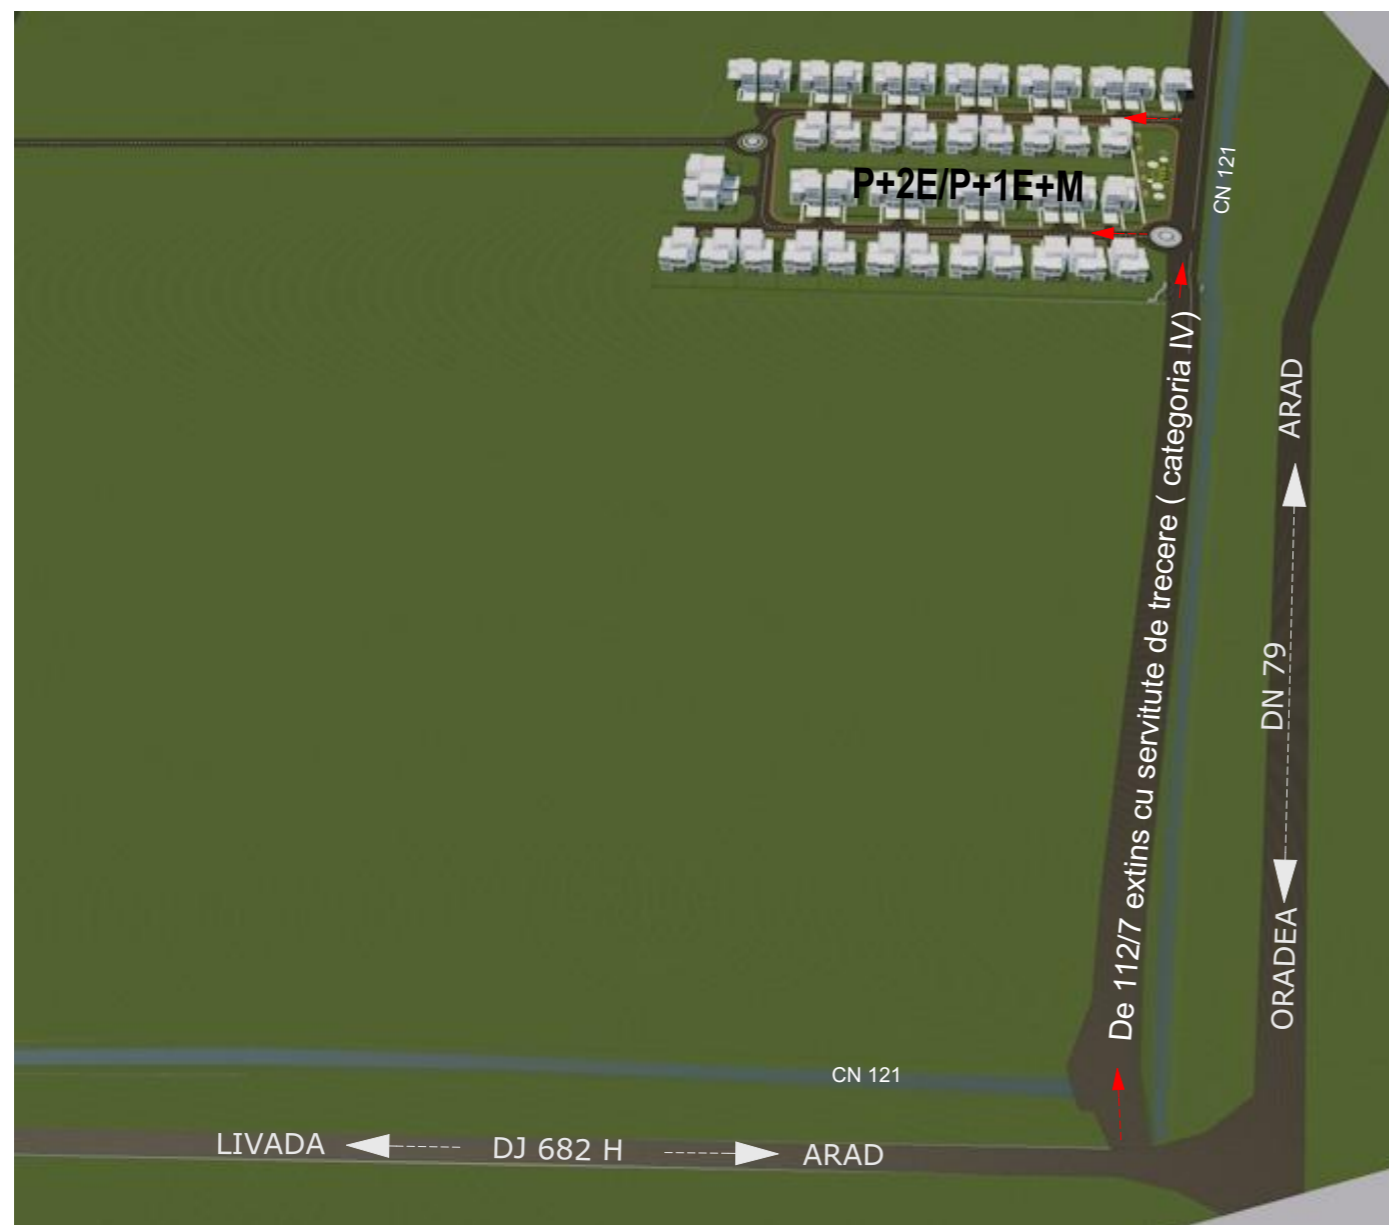 P+2E/P+1E+M
CN 121
De 112/7 extins cu servitute de trecere ( categoria IV)
ARAD
DN 79
ORADEA
CN 121
LIVADA
DJ 682 H
ARAD